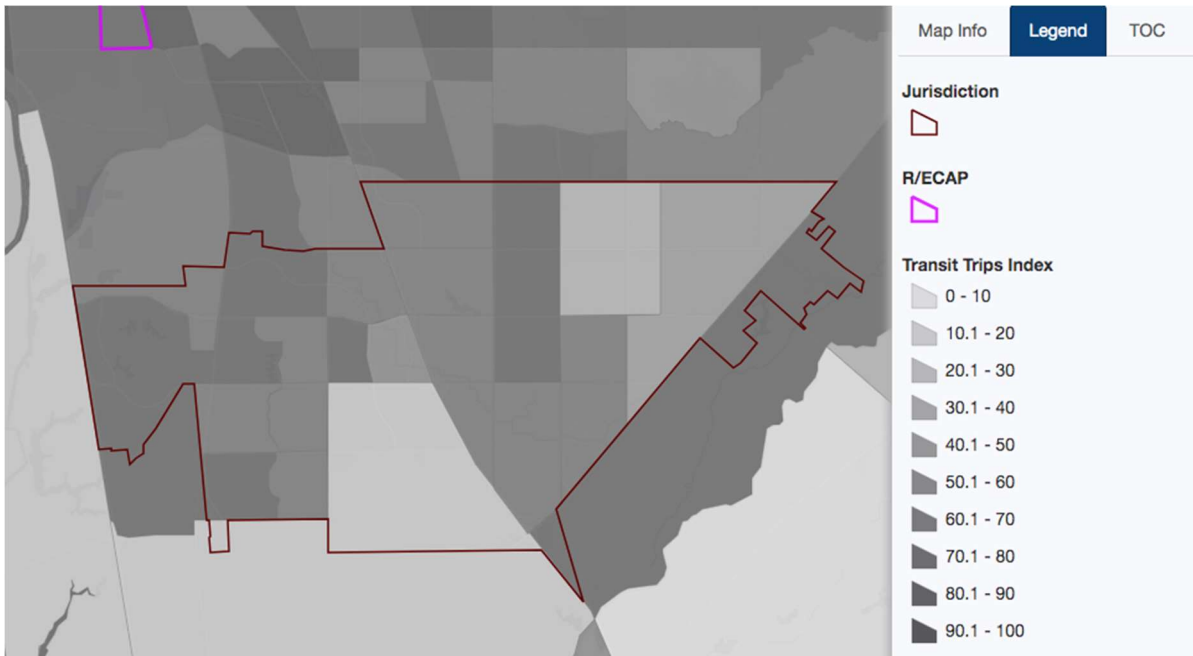 Map Info
Legend
TOC
Jurisdiction
R/ECAP
Transit Trips Index
0 - 10
10.1 - 20
20.1 - 30
30.1 - 40
40.1 - 50
50.1 - 60
60.1 - 70
70.1 - 80
80.1 - 90
90.1 - 100